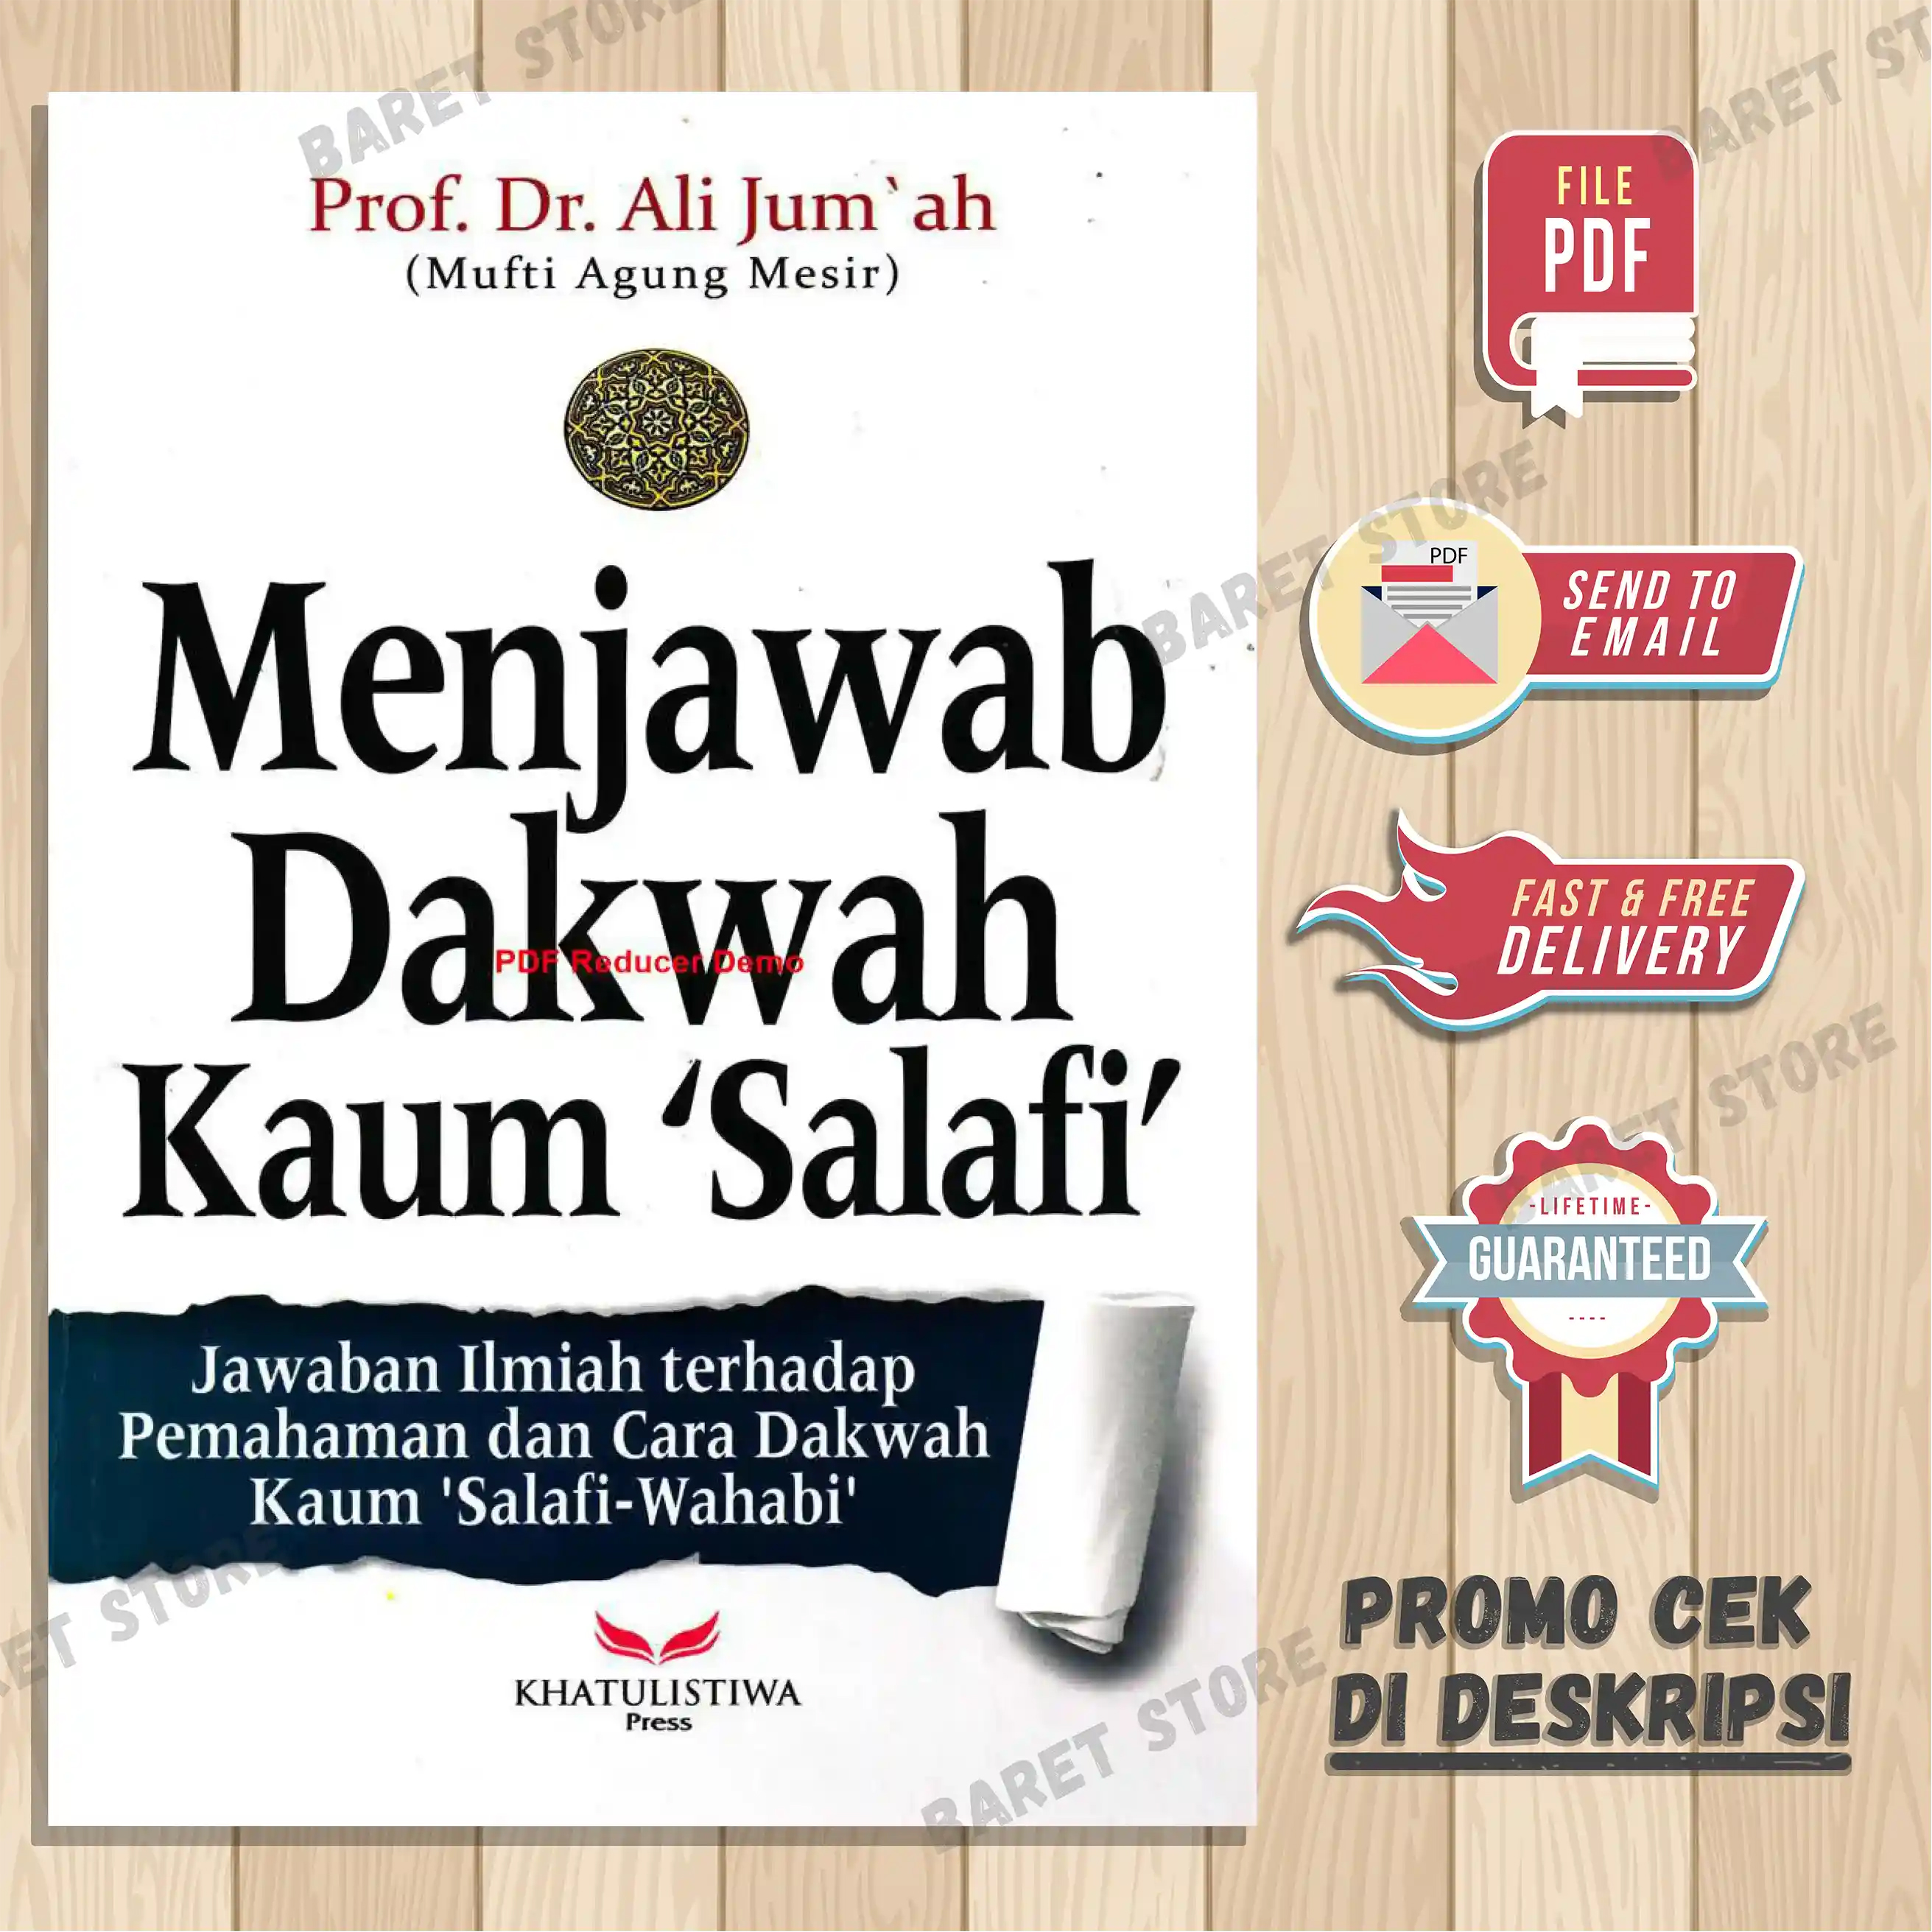 Prof. Dr. Ali Jum`ah
(Mufti Agung Mesir)
Menjawab
Dakwah
PDF Reducer Demo
Kaum 'Salafi'
Jawaban Ilmiah terhadap
Pemahaman dan Cara Dakwah
Kaum 'Salafi-Wahabi'
KHATULISTIWA
Press
FILE
PDF
PDF
SEND TO
EMAIL
FAST & FREE
DELIVERY
-LIFETIME-
GUARANTEED
----
PROMO CEK
DI DESKRIPSI
BARET STORE
BARET STORE
BARET STORE
BARET STORE
BARET STORE
BARET ST
ET STORE